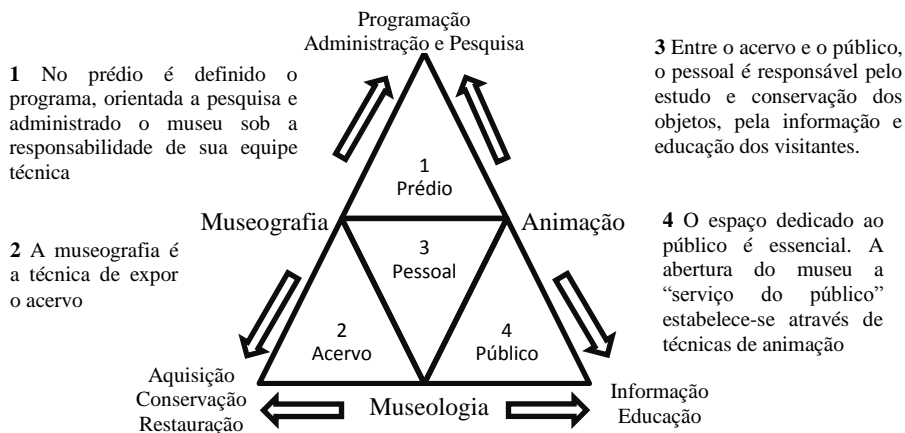 Programação
Administração e Pesquisa
1 No prédio é definido o
programa, orientada a pesquisa e
administrado o museu sob a
responsabilidade de sua equipe
técnica
3 Entre o acervo e o público,
o pessoal é responsável pelo
estudo e conservação dos
objetos, pela informação e
educação dos visitantes.
1
Prédio
Museografia
Animação
2 A museografia é
a técnica de expor
o acervo
3
Pessoal
4 O espaço dedicado ao
público é essencial. A
abertura do museu a
“serviço do público”
estabelece-se através de
técnicas de animação
2
Acervo
4
Público
Aquisição
Conservação
Restauração
Museologia
Informação
Educação